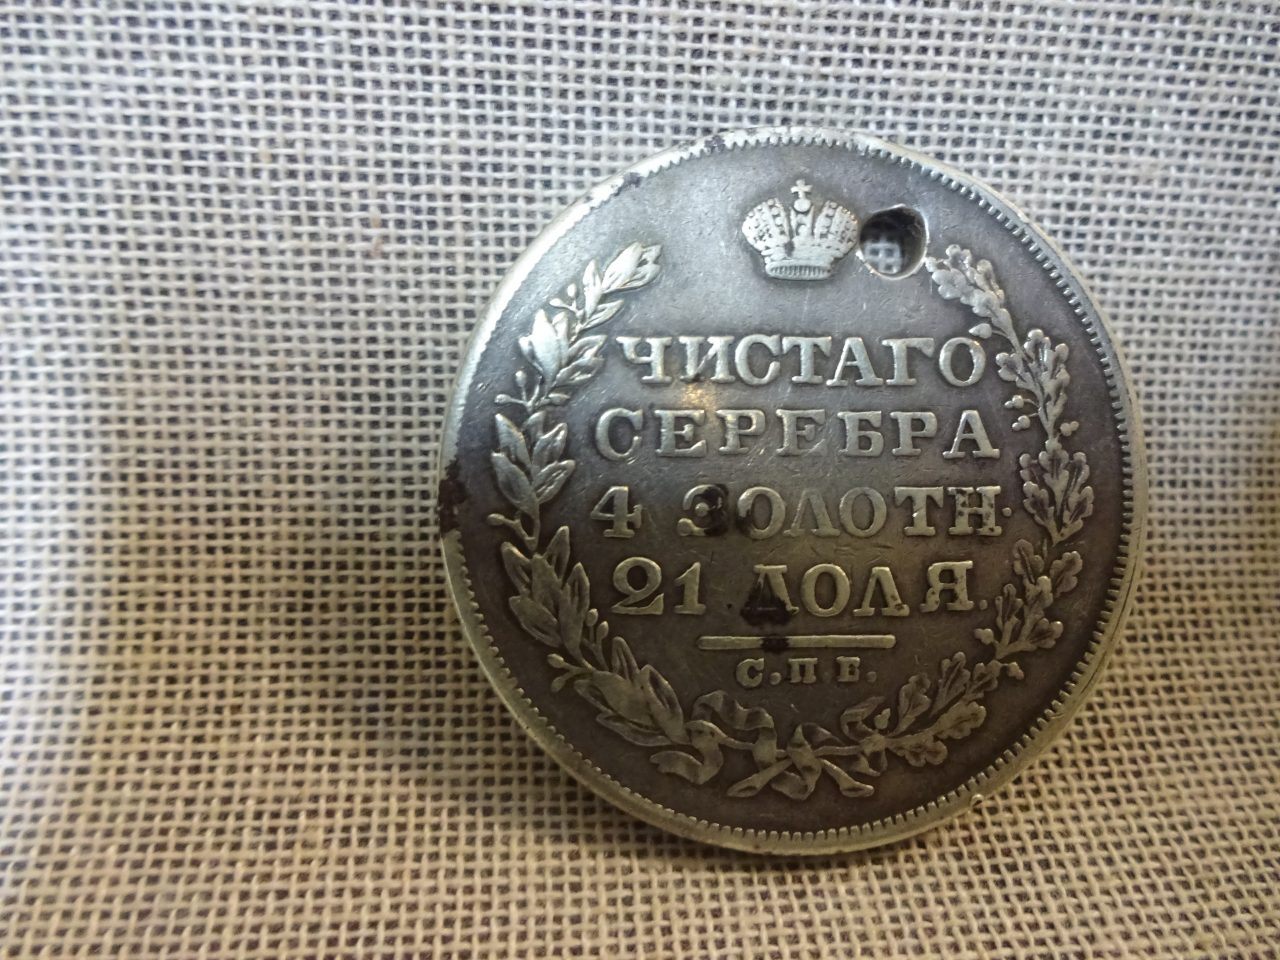 ЧИСТАГО
СЕРЕБРА
4 ЗОЛОТН.
21 ДОЛЯ.
С.П.Б.